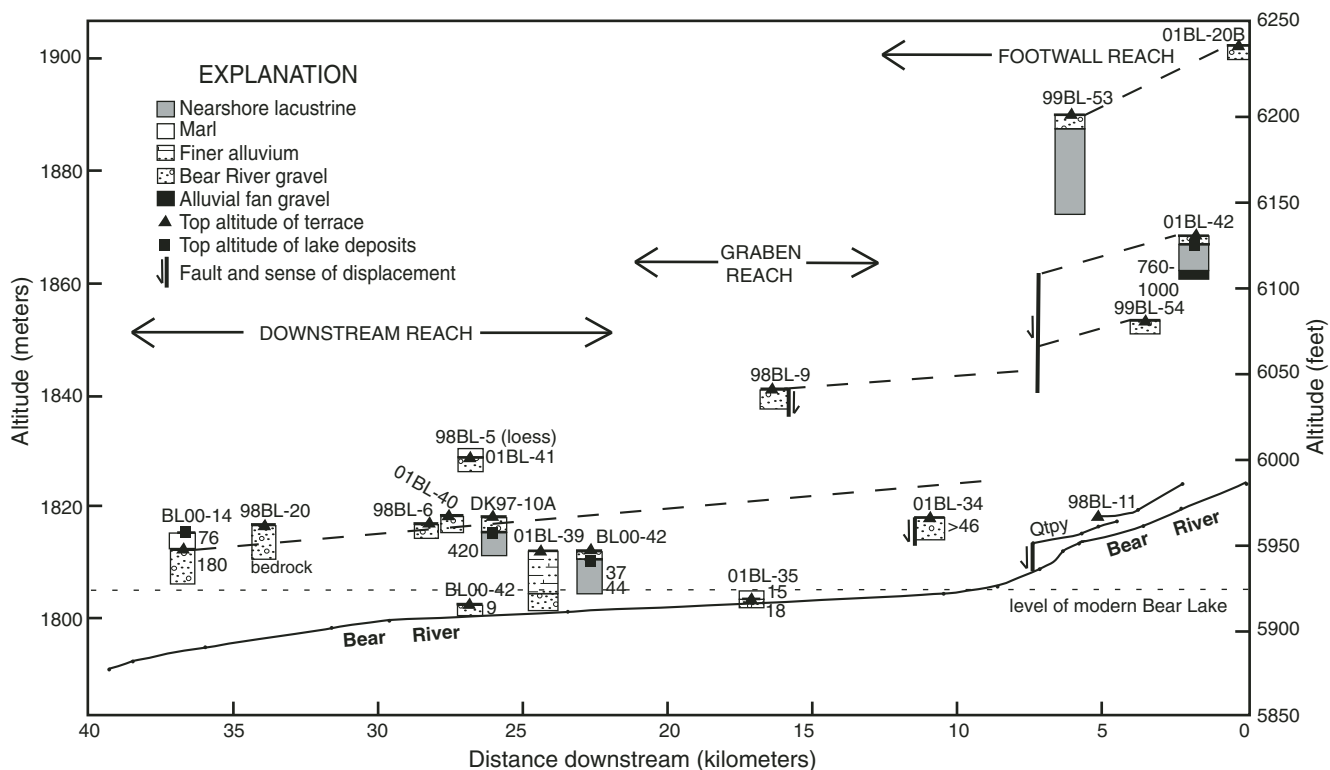 1900
1880
1860
1840
1820
1800
Altitude (meters)
6250
6200
6150
6100
6050
6000
5950
5900
5850
Altitude (feet)
EXPLANATION
Nearshore lacustrine
Marl
Finer alluvium
Bear River gravel
Alluvial fan gravel
Top altitude of terrace
Top altitude of lake deposits
Fault and sense of displacement
FOOTWALL REACH
01BL-20B
99BL-53
01BL-42
760-
1000
99BL-54
GRABEN
REACH
DOWNSTREAM REACH
98BL-9
98BL-5 (loess)
01BL-41
01BL-40
98BL-6
DK97-10A
420
BL00-14
76
180
98BL-20
bedrock
01BL-39
BL00-42
37
44
BL00-42
9
01BL-35
15
18
01BL-34
>46
98BL-11
Qtpy
Bear River
level of modern Bear Lake
Bear River
40
35
30
25
20
15
10
5
0
Distance downstream (kilometers)